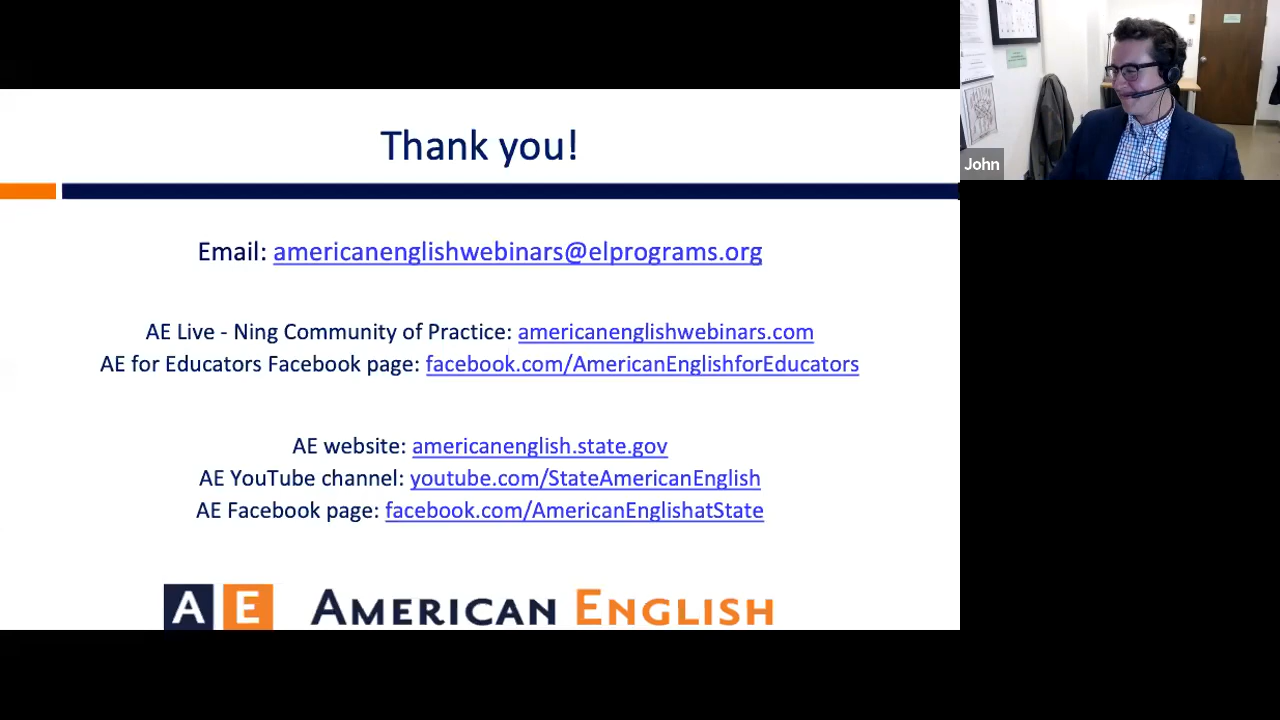 Thank you!
Email: americanenglishwebinars@elprograms.org
AE Live - Ning Community of Practice: americanenglishwebinars.com
AE for Educators Facebook page: facebook.com/AmericanEnglishforEducators
AE website: americanenglish.state.gov
AE YouTube channel: youtube.com/StateAmericanEnglish
AE Facebook page: facebook.com/AmericanEnglishatState
AE AMERICAN ENGLISH
John